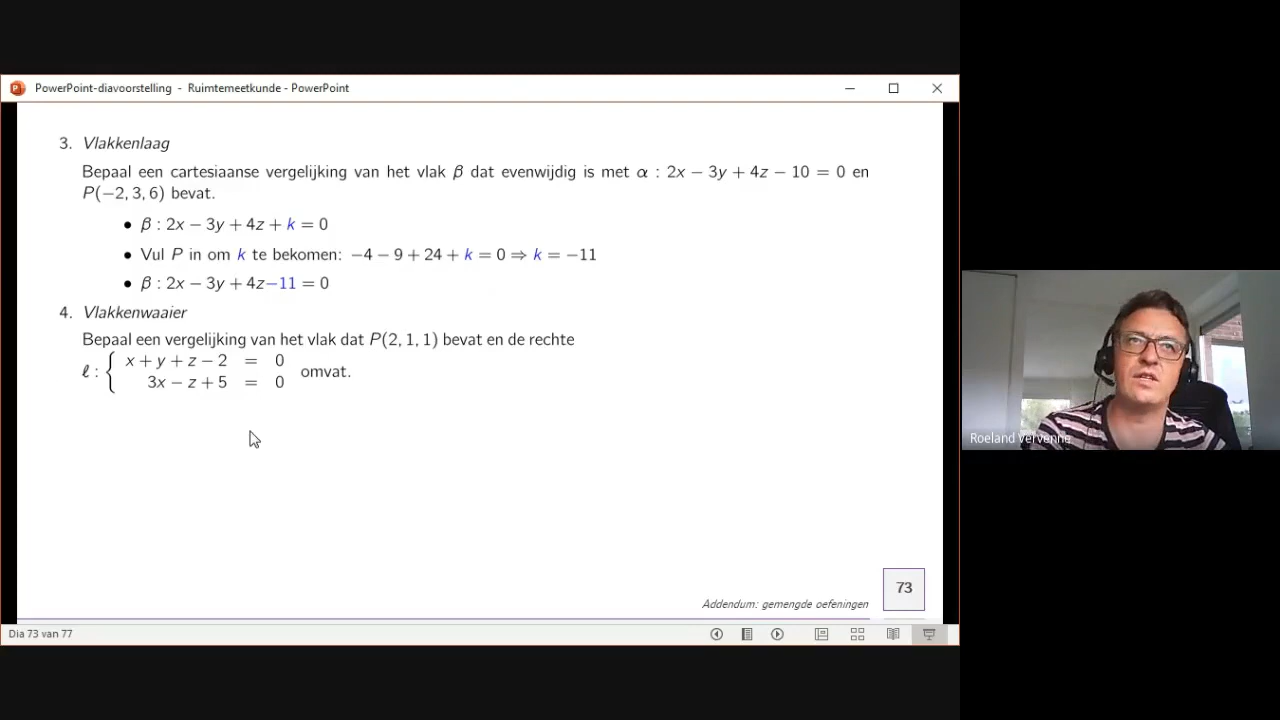 PowerPoint-diavoorstelling - Ruimtemeetkunde - PowerPoint
3. Vlakkenlaag
Bepaal een cartesiaanse vergelijking van het vlak β dat evenwijdig is met α : 2x − 3y + 4z − 10 = 0 en
P(−2, 3, 6) bevat.
• β : 2x − 3y + 4z + k = 0
• Vul P in om k te bekomen: −4 − 9 + 24 + k = 0 ⇒ k = −11
• β : 2x − 3y + 4z−11 = 0
4. Vlakkenwaaier
Bepaal een vergelijking van het vlak dat P(2, 1, 1) bevat en de rechte
ℓ : { x + y + z − 2 = 0
3x − z + 5 = 0 omvat.
Roeland Vervenne
73
Addendum: gemengde oefeningen
Dia 73 van 77